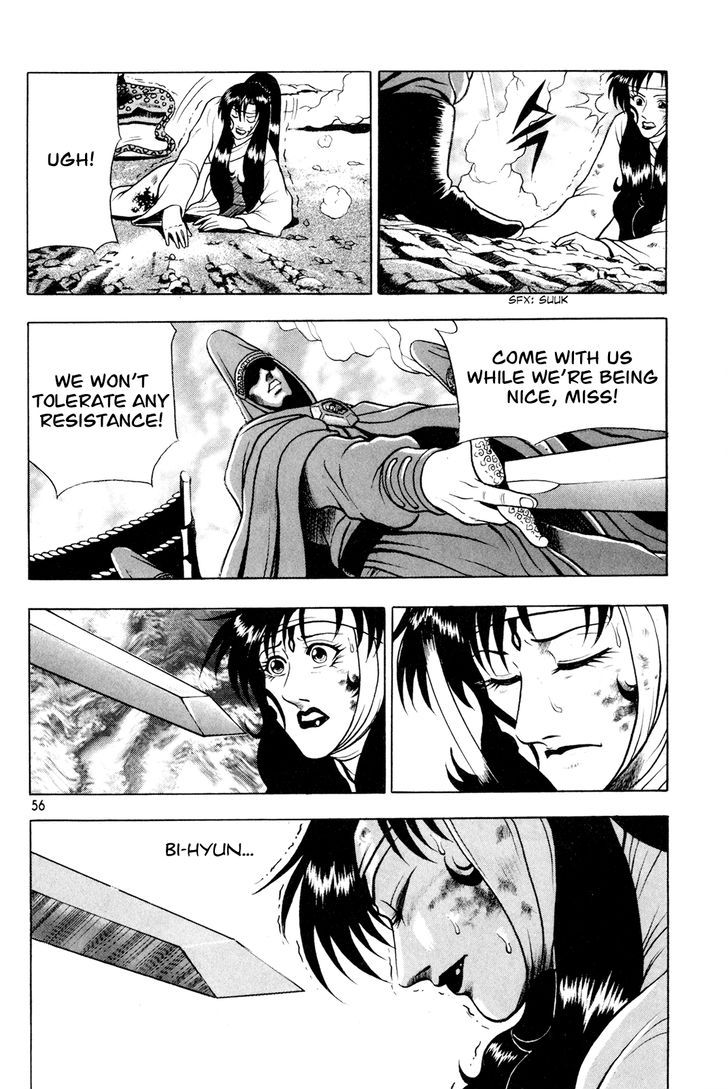 UGH!
SFX: SUUK
WE WON'T
TOLERATE ANY
RESISTANCE!
COME WITH US
WHILE WE'RE BEING
NICE, MISS!
56
BI-HYUN...